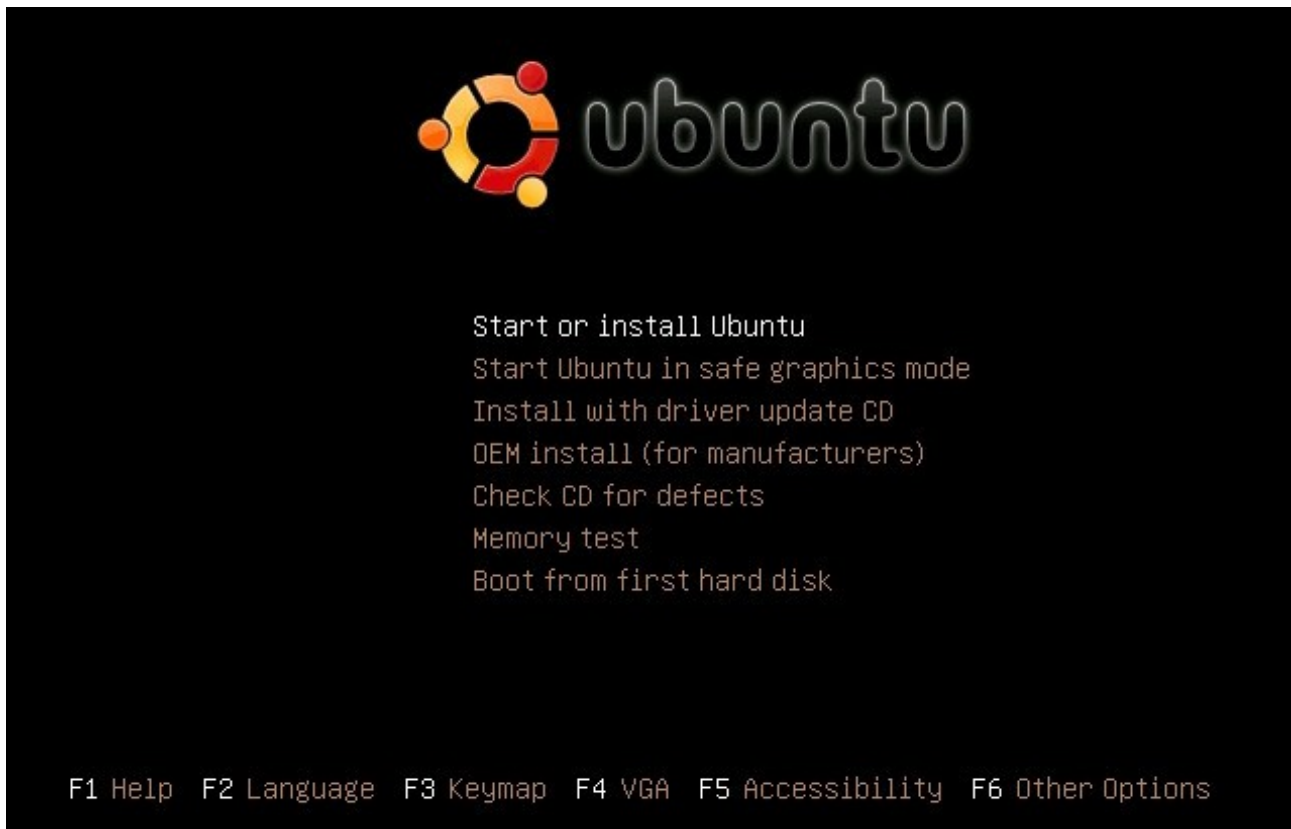 ubuntu
Start or install Ubuntu
Start Ubuntu in safe graphics mode
Install with driver update CD
OEM install (for manufacturers)
Check CD for defects
Memory test
Boot from first hard disk
F1 Help F2 Language F3 Keymap F4 VGA F5 Accessibility F6 Other Options